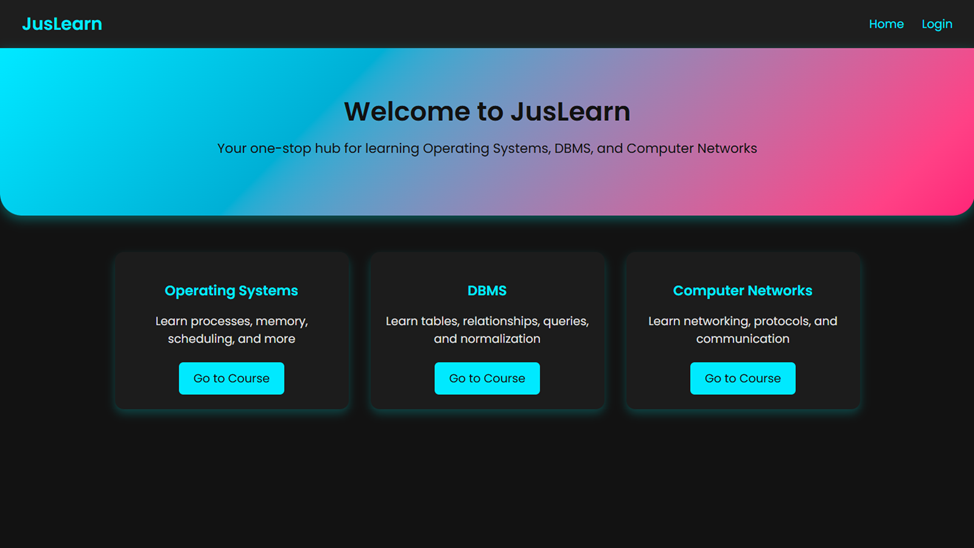 JusLearn
Home Login
Welcome to JusLearn
Your one-stop hub for learning Operating Systems, DBMS, and Computer Networks
Operating Systems
Learn processes, memory,
scheduling, and more
Go to Course
DBMS
Learn tables, relationships, queries,
and normalization
Go to Course
Computer Networks
Learn networking, protocols, and
communication
Go to Course